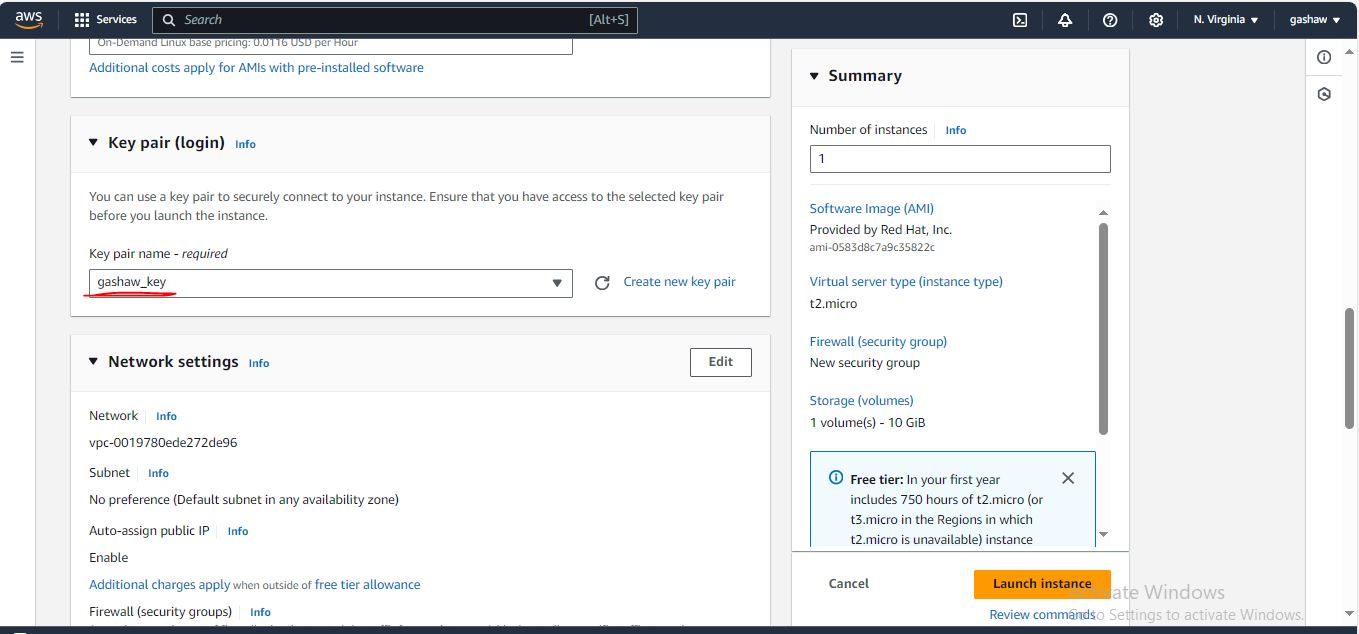 aws
Services
Search
[Alt+S]
N. Virginia
gashaw
On-Demand Linux base pricing: 0.0116 USD per Hour
Additional costs apply for AMIs with pre-installed software
Key pair (login) Info
You can use a key pair to securely connect to your instance. Ensure that you have access to the selected key pair
before you launch the instance.
Key pair name - required
gashaw_key
Create new key pair
Network settings Info
Edit
Network Info
vpc-0019780ede272de96
Subnet Info
No preference (Default subnet in any availability zone)
Auto-assign public IP Info
Enable
Additional charges apply when outside of free tier allowance
Firewall (security groups) Info
Summary
Number of instances Info
1
Software Image (AMI)
Provided by Red Hat, Inc.
ami-0583d8c7a9c35822c
Virtual server type (instance type)
t2.micro
Firewall (security group)
New security group
Storage (volumes)
1 volume(s) - 10 GiB
Free tier: In your first year
includes 750 hours of t2.micro (or
t3.micro in the Regions in which
t2.micro is unavailable) instance
Cancel
Launch instance
Review commands
Activate Windows
Go to Settings to activate Windows.